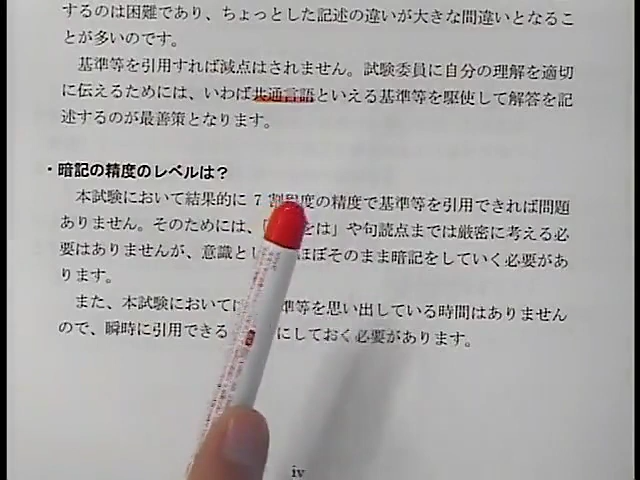 するのは困難であり、ちょっとした記述の違いが大きな間違いとなるこ
とが多いのです。
基準等を引用すれば減点はされません。試験委員に自分の理解を適切
に伝えるためには、いわば共通言語といえる基準等を駆使して解答を記
述するのが最善策となります。
・暗記の精度のレベルは？
本試験において結果的に7割程度の精度で基準等を引用できれば問題
ありません。そのためには、をは」や句読点までは厳密に考える必
要はありませんが、意識とほぼそのまま暗記をしていく必要があ
ります。
また、本試験において準等を思い出している時間はありません
ので、瞬時に引用できるにしておく必要があります。
iv